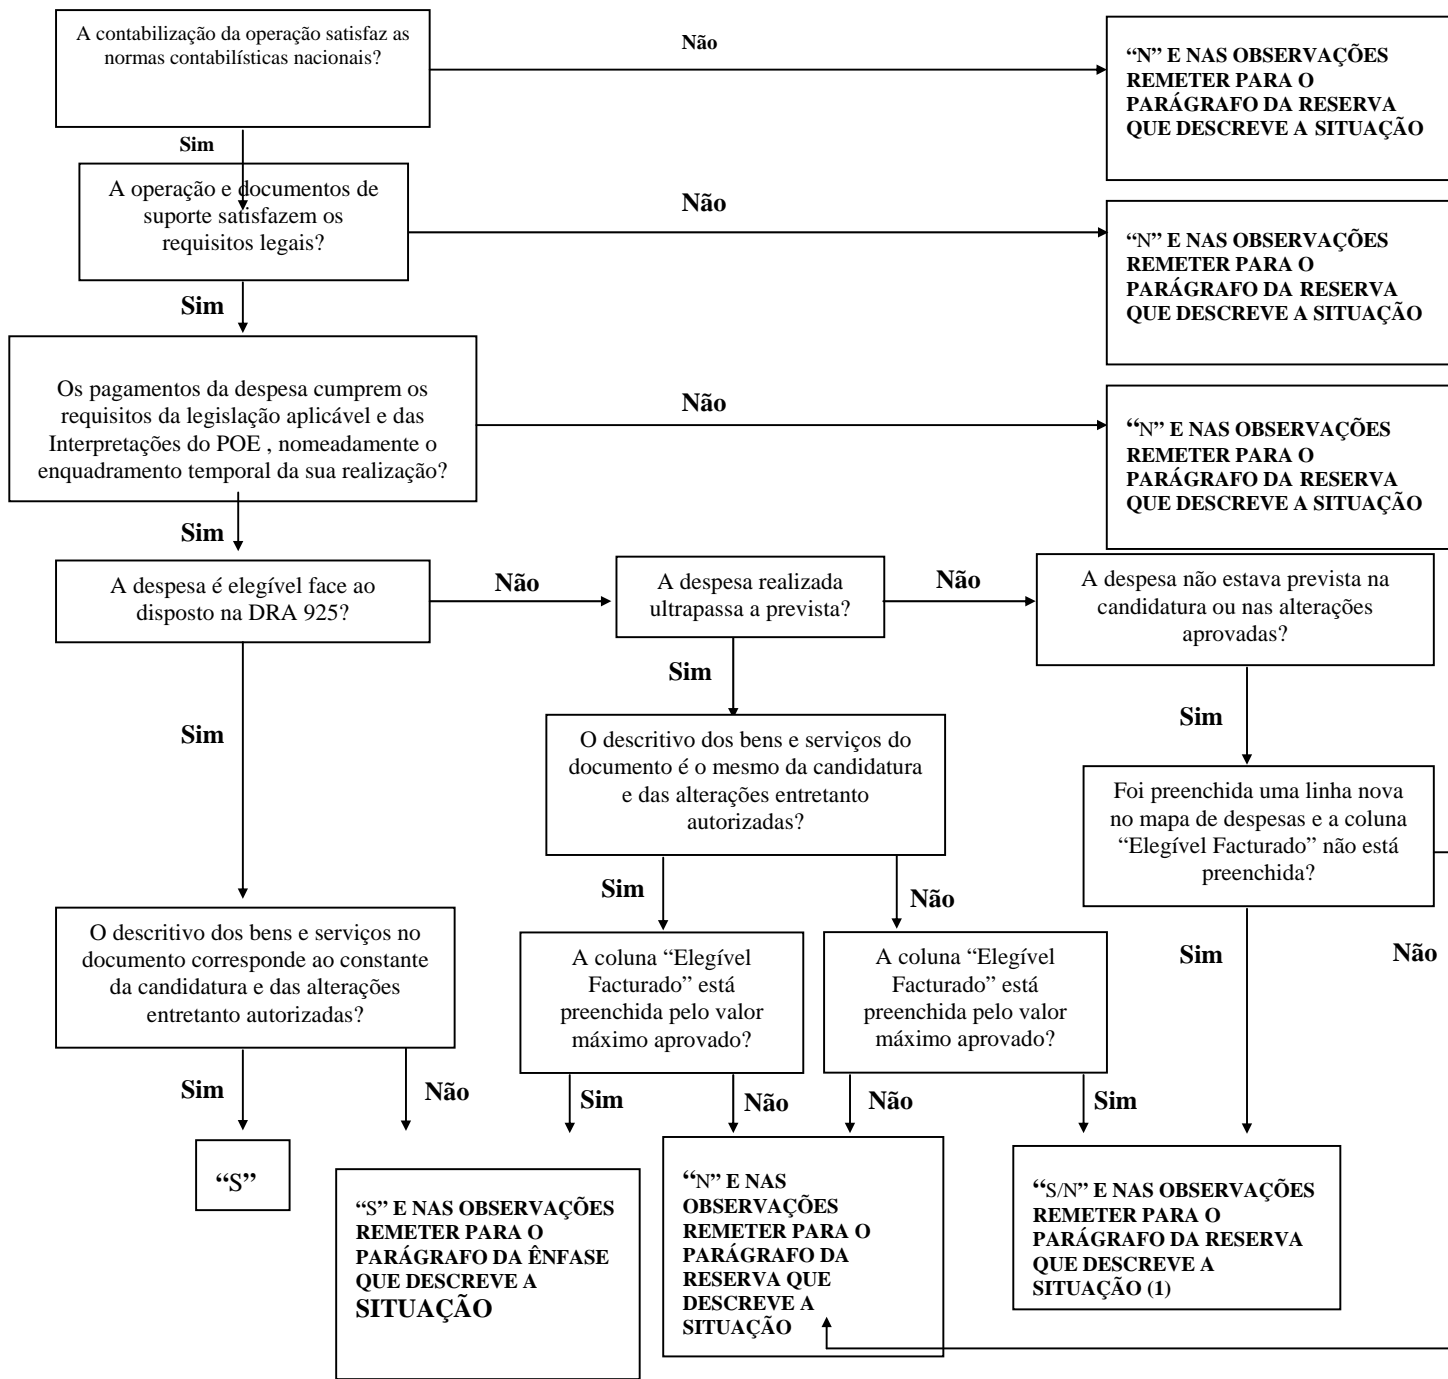 A contabilização da operação satisfaz as
normas contabilísticas nacionais?
Não
“N” E NAS OBSERVAÇÕES
REMETER PARA O
PARÁGRAFO DA RESERVA
QUE DESCREVE A SITUAÇÃO
Sim
A operação e documentos de
suporte satisfazem os
requisitos legais?
Não
“N” E NAS OBSERVAÇÕES
REMETER PARA O
PARÁGRAFO DA RESERVA
QUE DESCREVE A SITUAÇÃO
Sim
Os pagamentos da despesa cumprem os
requisitos da legislação aplicável e das
Interpretações do POE , nomeadamente o
enquadramento temporal da sua realização?
Não
“N” E NAS OBSERVAÇÕES
REMETER PARA O
PARÁGRAFO DA RESERVA
QUE DESCREVE A SITUAÇÃO
Sim
A despesa é elegível face ao
disposto na DRA 925?
Não
A despesa realizada
ultrapassa a prevista?
Não
A despesa não estava prevista na
candidatura ou nas alterações
aprovadas?
Sim
Sim
Sim
O descritivo dos bens e serviços do
documento é o mesmo da candidatura
e das alterações entretanto
autorizadas?
Foi preenchida uma linha nova
no mapa de despesas e a coluna
“Elegível Facturado” não está
preenchida?
Sim
Não
O descritivo dos bens e serviços no
documento corresponde ao constante
da candidatura e das alterações
entretanto autorizadas?
A coluna “Elegível
Facturado” está
preenchida pelo valor
máximo aprovado?
A coluna “Elegível
Facturado” está
preenchida pelo valor
máximo aprovado?
Sim
Não
Sim
Não
Sim
Não
Não
Sim
“S”
“S” E NAS OBSERVAÇÕES
REMETER PARA O
PARÁGRAFO DA ÊNFASE
QUE DESCREVE A
SITUAÇÃO
“N” E NAS
OBSERVAÇÕES
REMETER PARA O
PARÁGRAFO DA
RESERVA QUE
DESCREVE A
SITUAÇÃO
“S/N” E NAS OBSERVAÇÕES
REMETER PARA O
PARÁGRAFO DA RESERVA
QUE DESCREVE A
SITUAÇÃO (1)